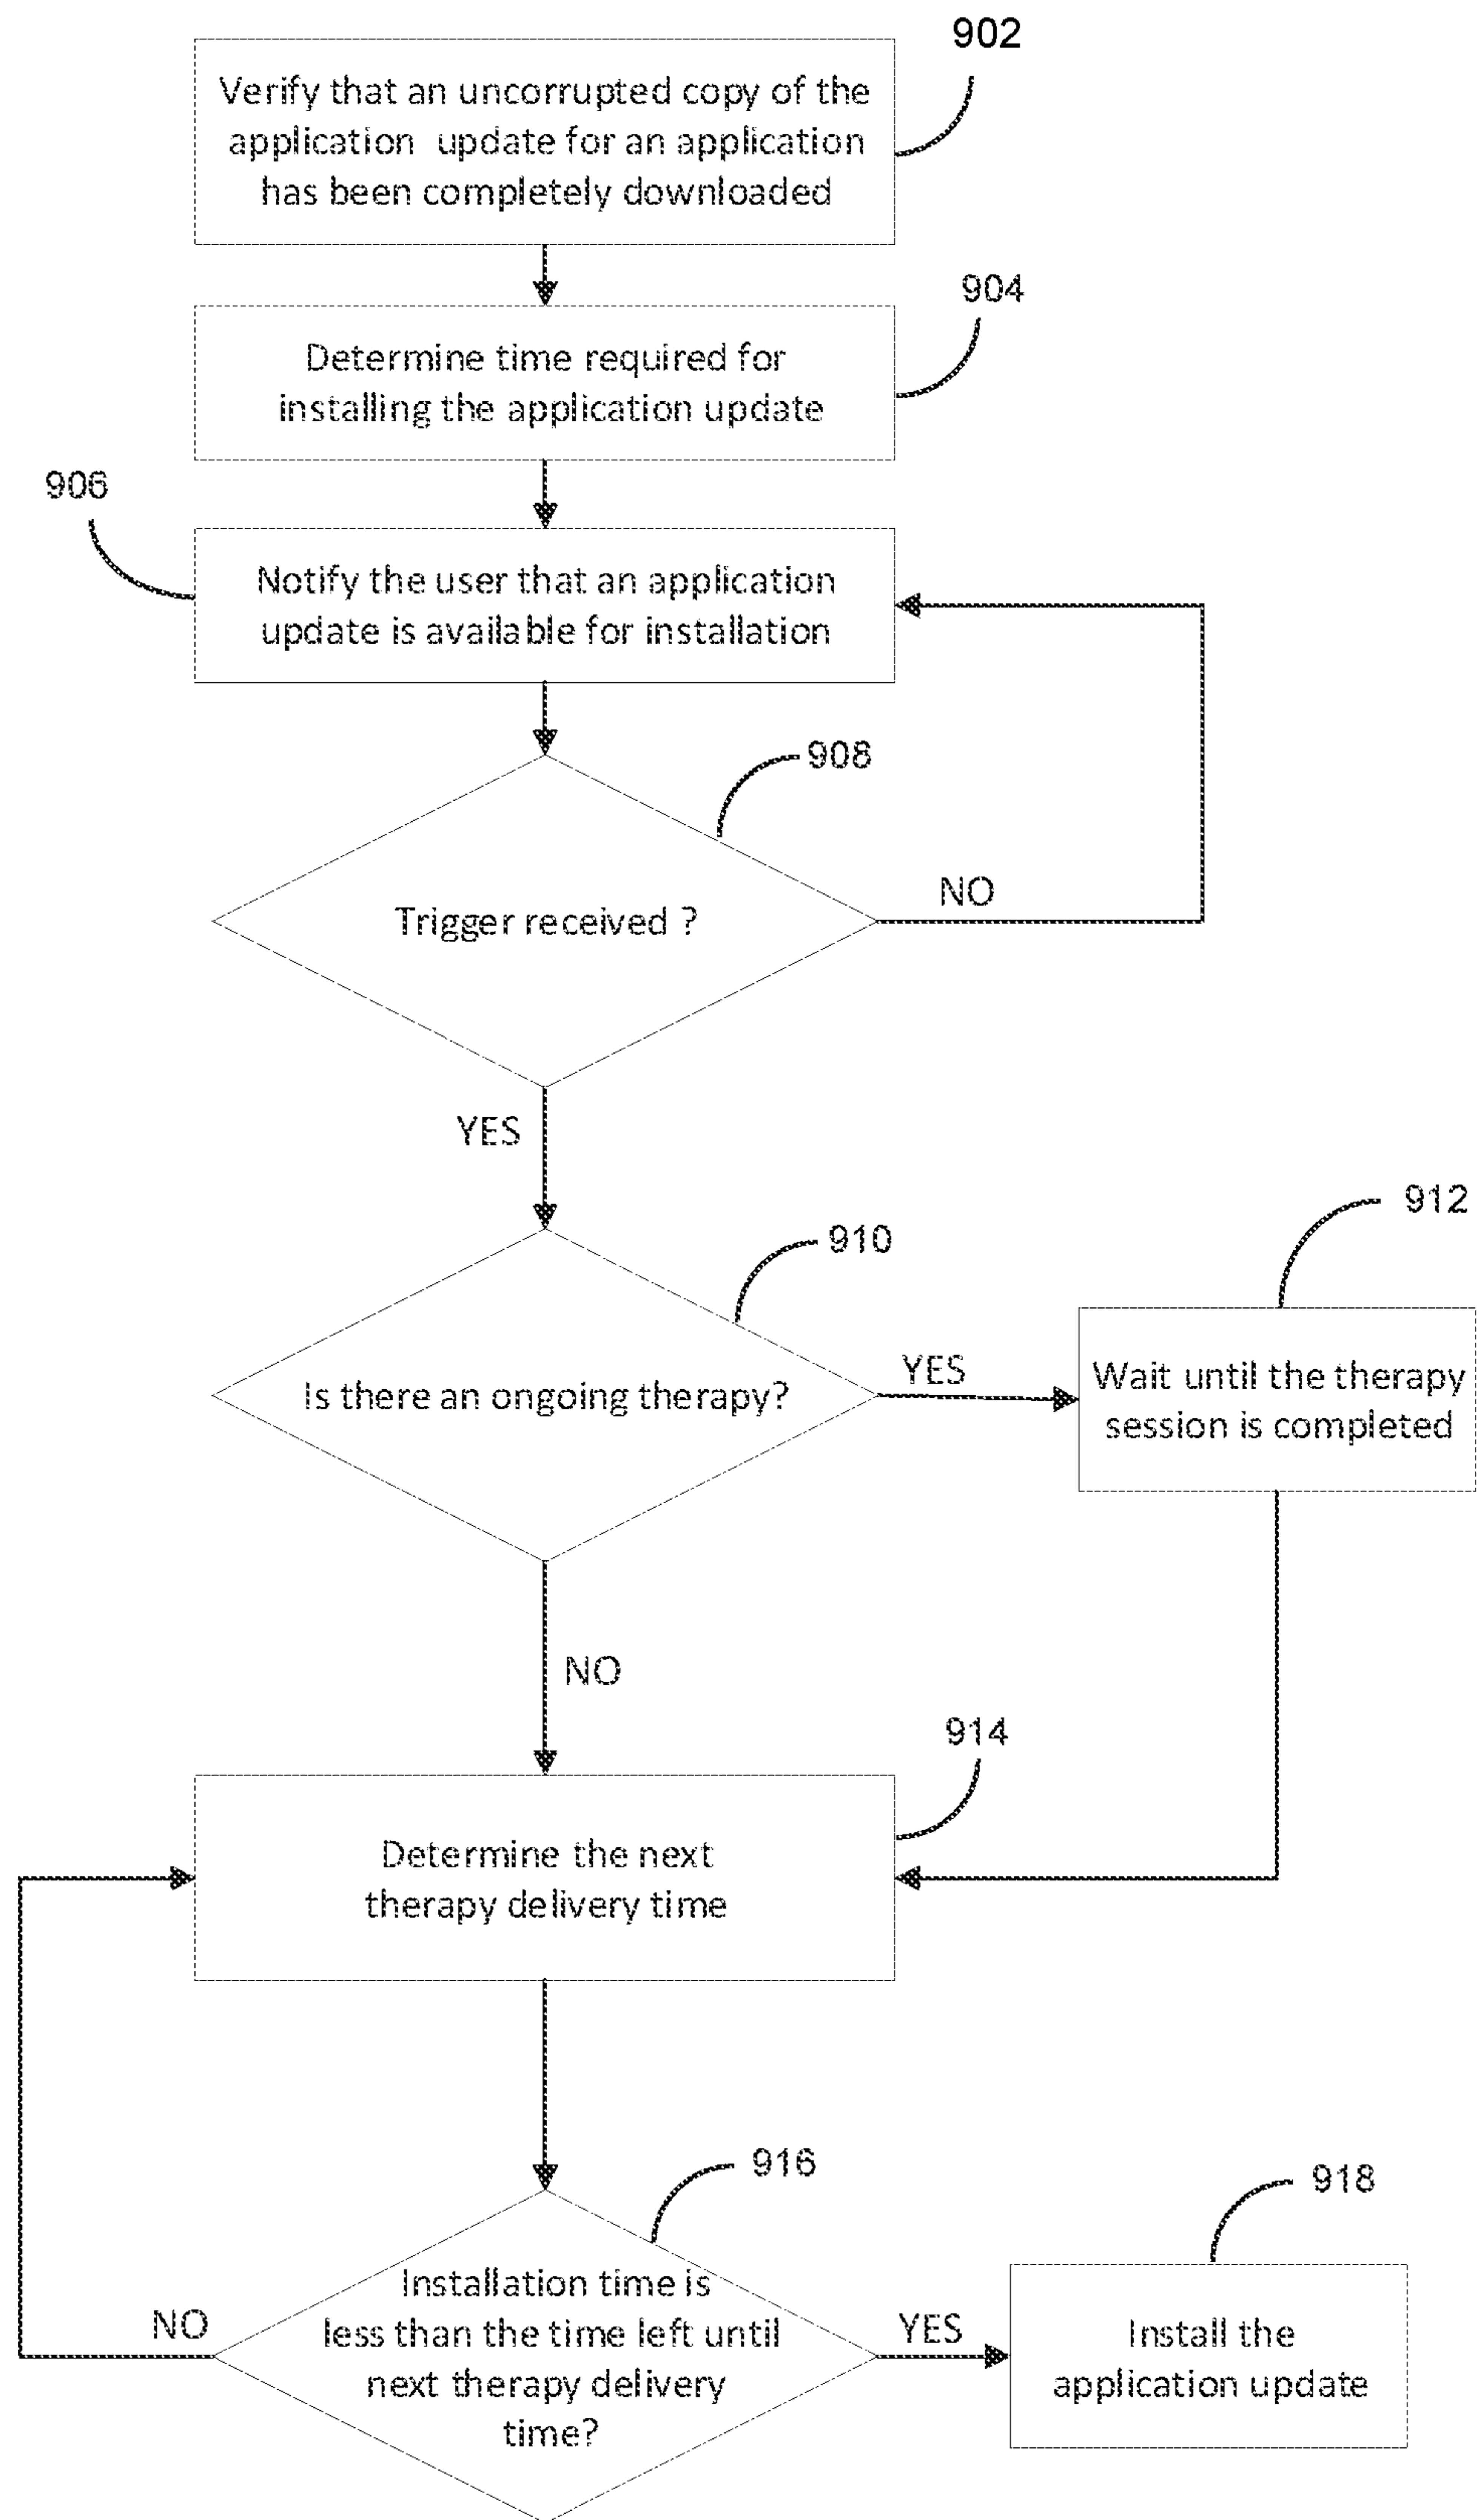 902
Verify that an uncorrupted copy of the
application update for an application
has been completely downloaded
904
Determine time required for
installing the application update
906
Notify the user that an application
update is available for installation
908
Trigger received ?
NO
YES
910
Is there an ongoing therapy?
YES
912
Wait until the therapy
session is completed
NO
914
Determine the next
therapy delivery time
916
Installation time is
less than the time left until
next therapy delivery
time?
NO
YES
918
Install the
application update